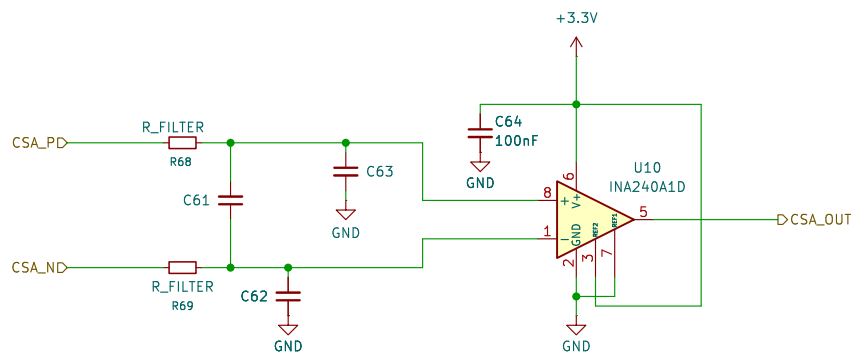 +3.3V
R_FILTER
CSA_P
R68
C64
100nF
C63
GND
U10
INA240A1D
6
V+
8
+
C61
GND
5
CSA_OUT
REF2
REF1
1
-
GND
CSA_N
R_FILTER
R69
C62
2
3
7
GND
GND